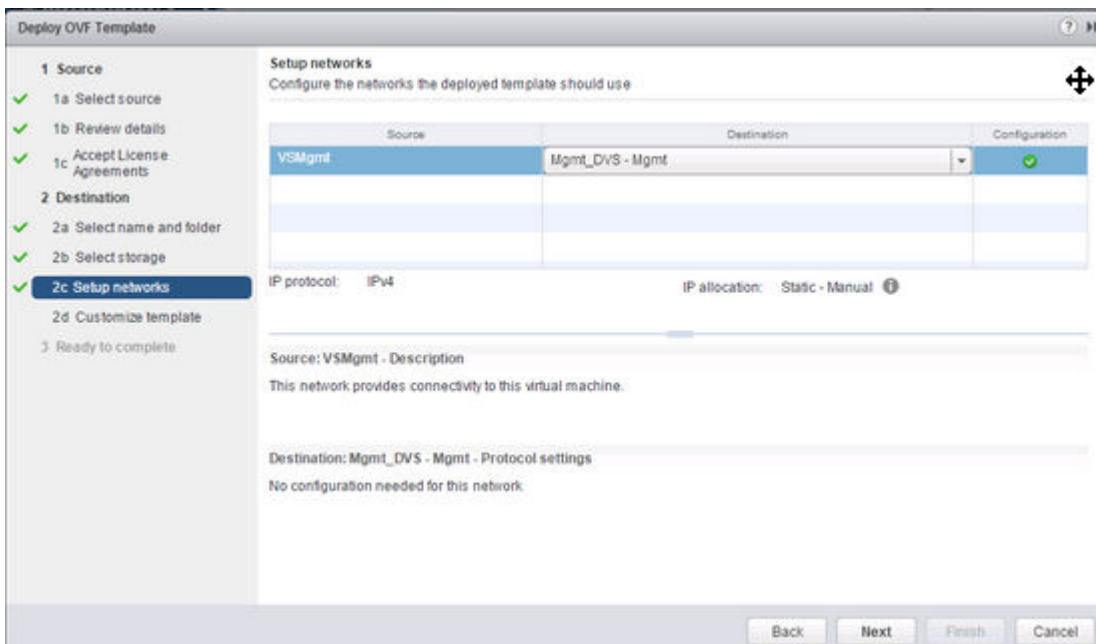 Deploy OVF Template
1 Source
1a Select source
1b Review details
1c Accept License
Agreements
2 Destination
2a Select name and folder
2b Select storage
2c Setup networks
2d Customize template
3 Ready to complete
Setup networks
Configure the networks the deployed template should use
Source Destination Configuration
VSMgmt Mgmt_DVS - Mgmt
IP protocol: IPv4 IP allocation: Static - Manual
Source: VSMgmt - Description
This network provides connectivity to this virtual machine.
Destination: Mgmt_DVS - Mgmt - Protocol settings
No configuration needed for this network
Back Next Finish Cancel